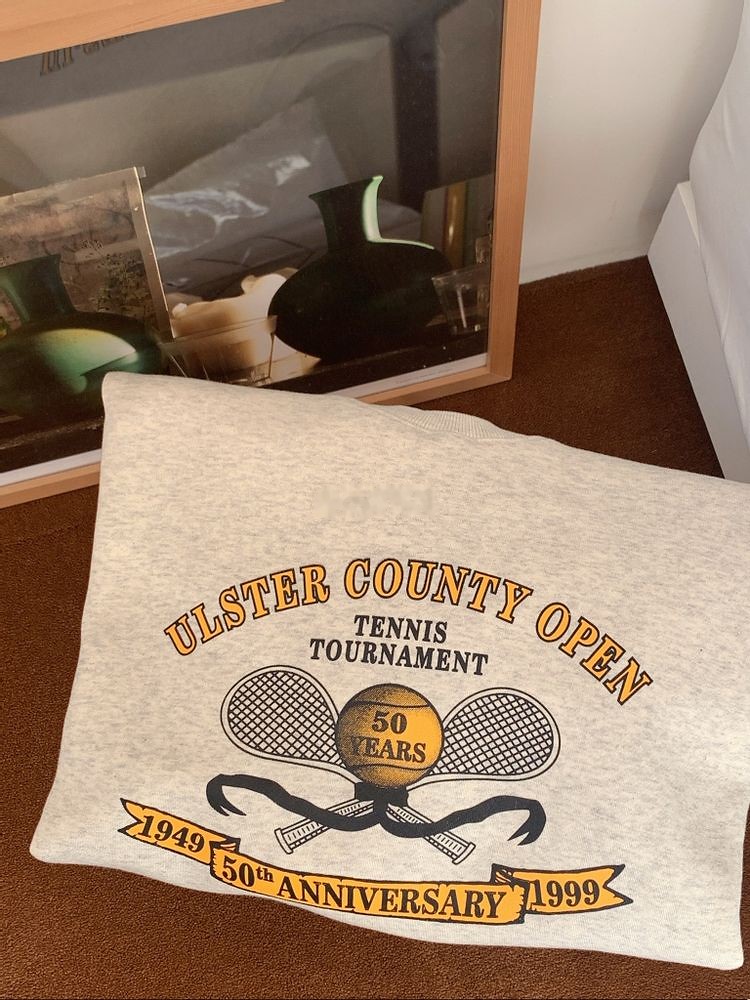 ULSTER COUNTY OPEN
TENNIS
TOURNAMENT
50
YEARS
1949 50th ANNIVERSARY 1999